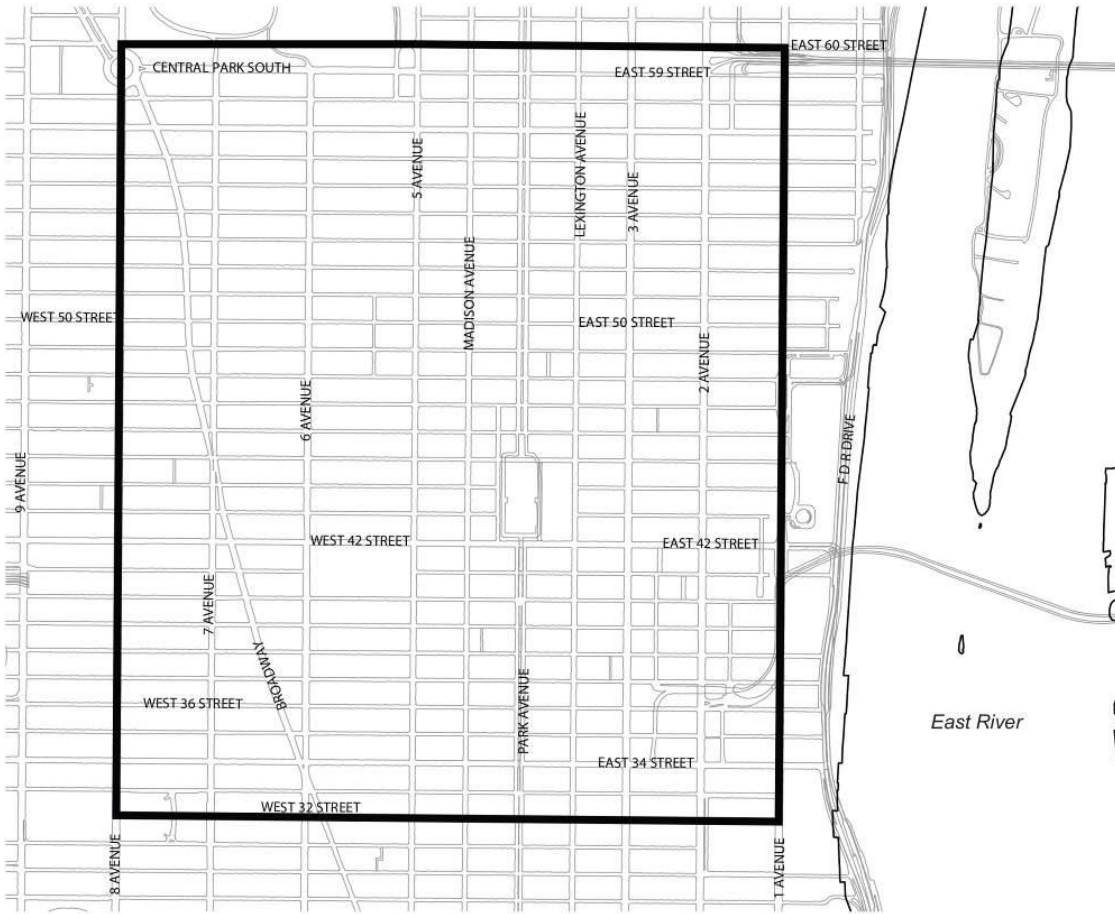 EAST 60 STREET
CENTRAL PARK SOUTH
EAST 59 STREET
5 AVENUE
LEXINGTON AVENUE
3 AVENUE
MADISON AVENUE
WEST 50 STREET
EAST 50 STREET
2 AVENUE
6 AVENUE
F D R DRIVE
9 AVENUE
WEST 42 STREET
EAST 42 STREET
7 AVENUE
BROADWAY
WEST 36 STREET
PARK AVENUE
East River
EAST 34 STREET
WEST 32 STREET
8 AVENUE
1 AVENUE